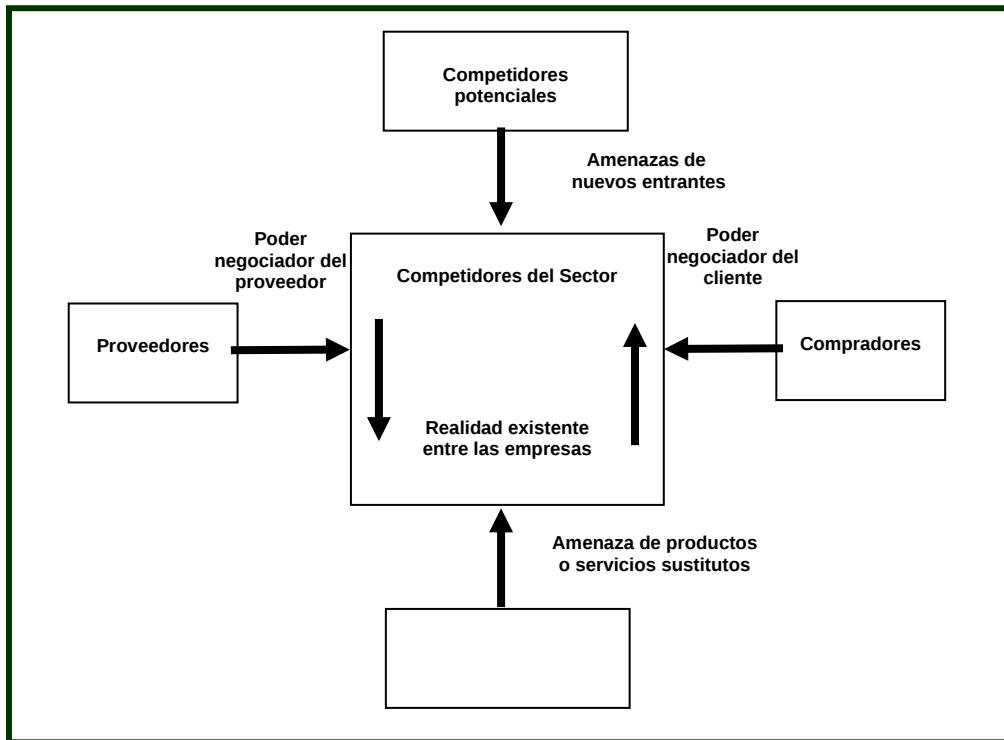 Competidores
potenciales
Amenazas de
nuevos entrantes
Poder
negociador del
proveedor
Poder
negociador del
cliente
Competidores del Sector
Proveedores
Compradores
Realidad existente
entre las empresas
Amenaza de productos
o servicios sustitutos